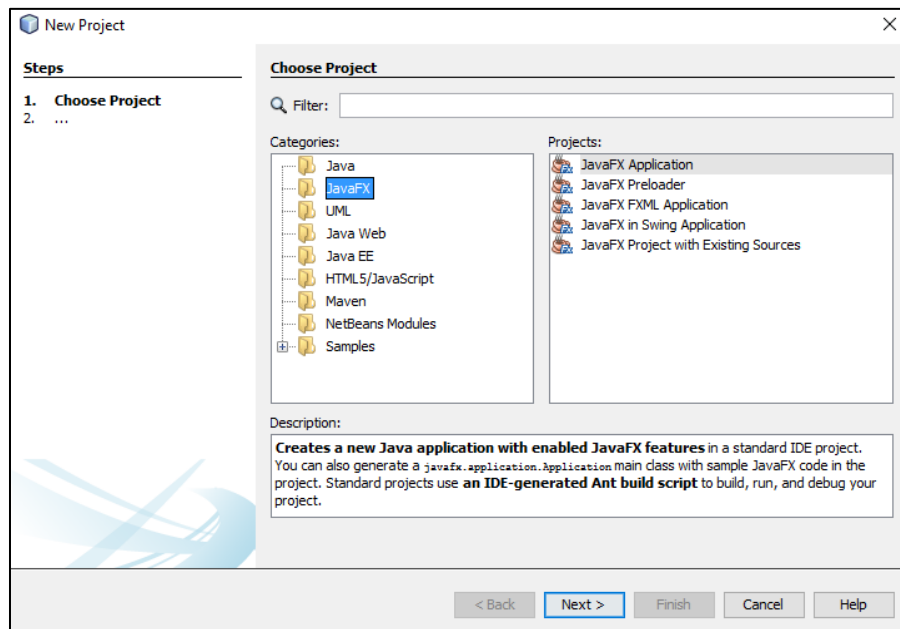 New Project
Steps
1. Choose Project
2. ...
Choose Project
Filter:
Categories:
Java
JavaFX
UML
Java Web
Java EE
HTML5/JavaScript
Maven
NetBeans Modules
Samples
Projects:
JavaFX Application
JavaFX Preloader
JavaFX FXML Application
JavaFX in Swing Application
JavaFX Project with Existing Sources
Description:
Creates a new Java application with enabled JavaFX features in a standard IDE project.
You can also generate a javafx.application.Application main class with sample JavaFX code in the
project. Standard projects use an IDE-generated Ant build script to build, run, and debug your
project.
< Back
Next >
Finish
Cancel
Help